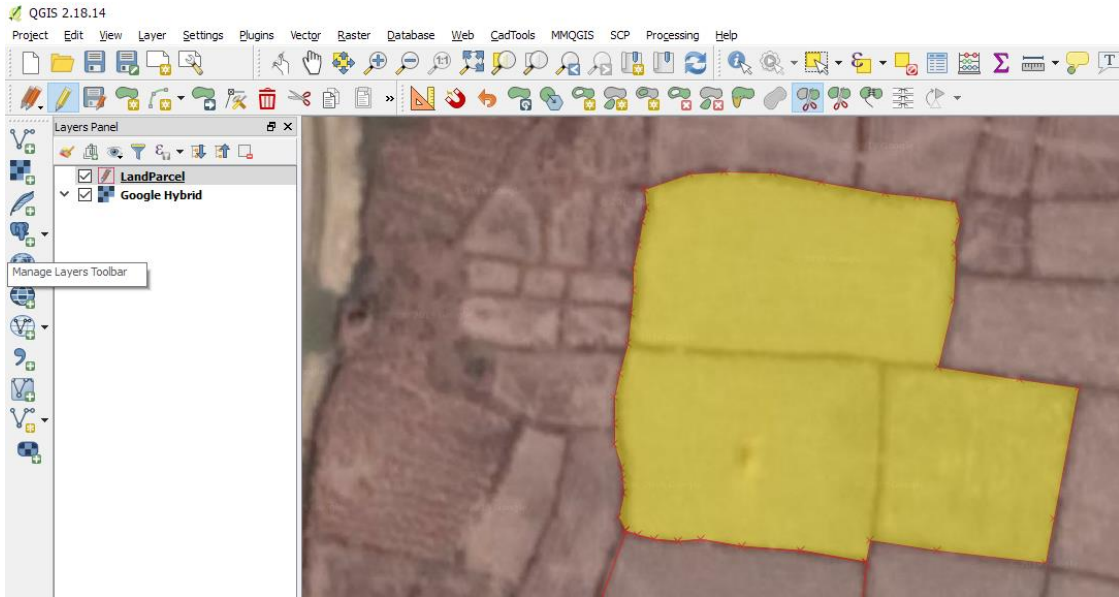 QGIS 2.18.14
Project Edit View Layer Settings Plugins Vector Raster Database Web CadTools MMQGIS SCP Processing Help
Layers Panel
LandParcel
Google Hybrid
Manage Layers Toolbar